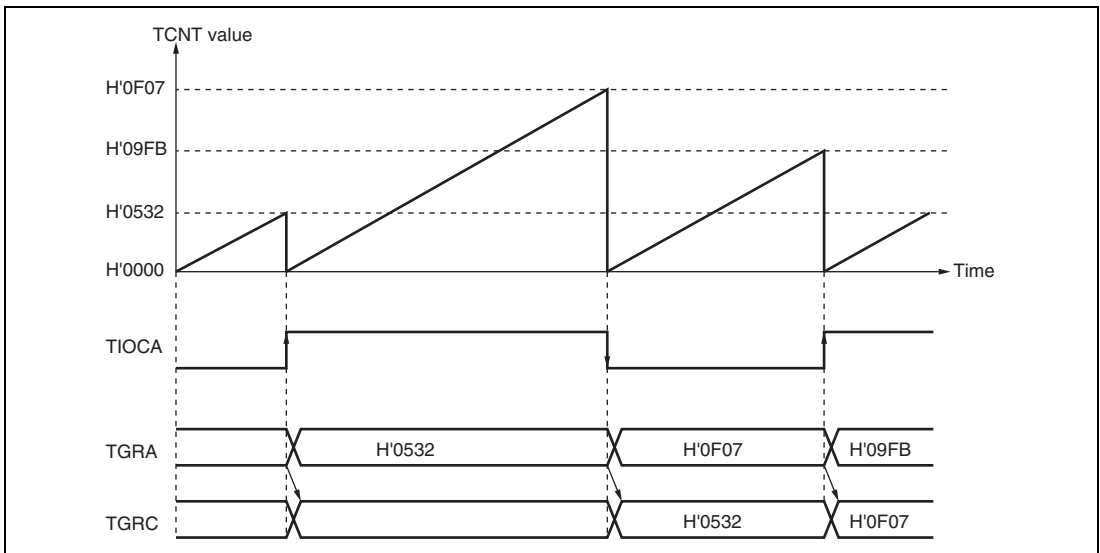 TCNT value
H'0F07
H'09FB
H'0532
H'0000
Time
TIOCA
TGRA
H'0532
H'0F07
H'09FB
TGRC
H'0532
H'0F07